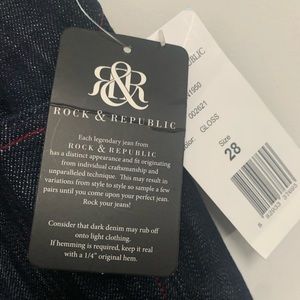 R&R
ROCK & REPUBLIC
Each legendary jean from
ROCK & REPUBLIC
has a distinct appearance and fit originating
from individual craftsmanship and
unparalleled technique. This may result in
variations from style to style so sample a few
pairs until you come upon your perfect jean.
Rock your jeans!
Consider that dark denim may rub off
onto light clothing.
If hemming is required, keep it real
with a 1/4" original hem.
002621
GLOSS
Size
28